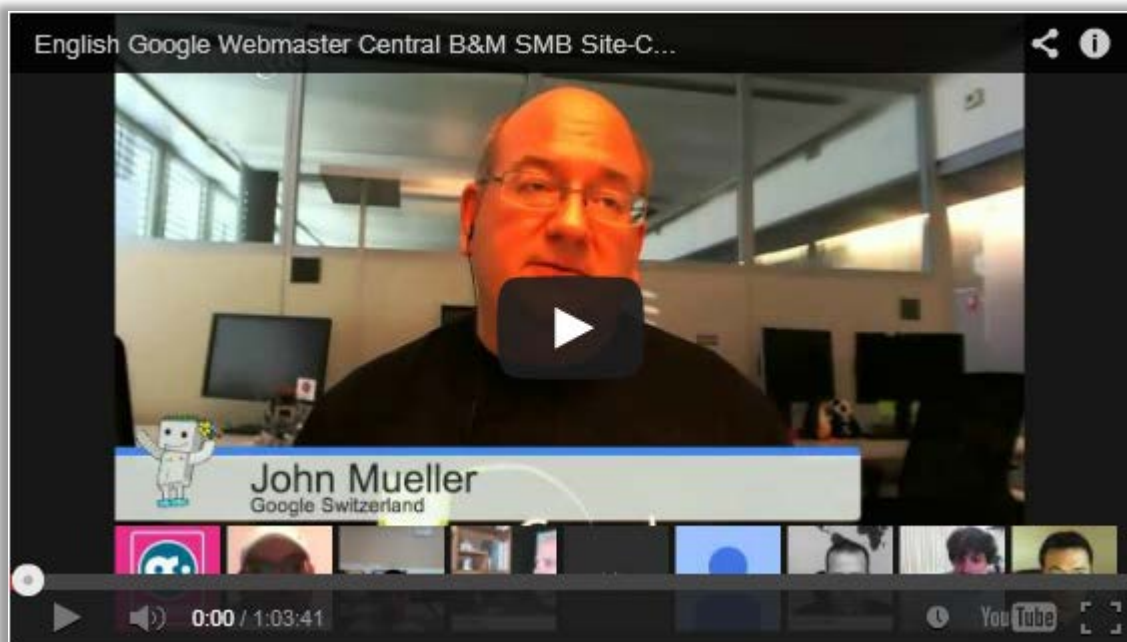 English Google Webmaster Central B&M SMB Site-C...
John Mueller
Google Switzerland
0:00 / 1:03:41
YouTube